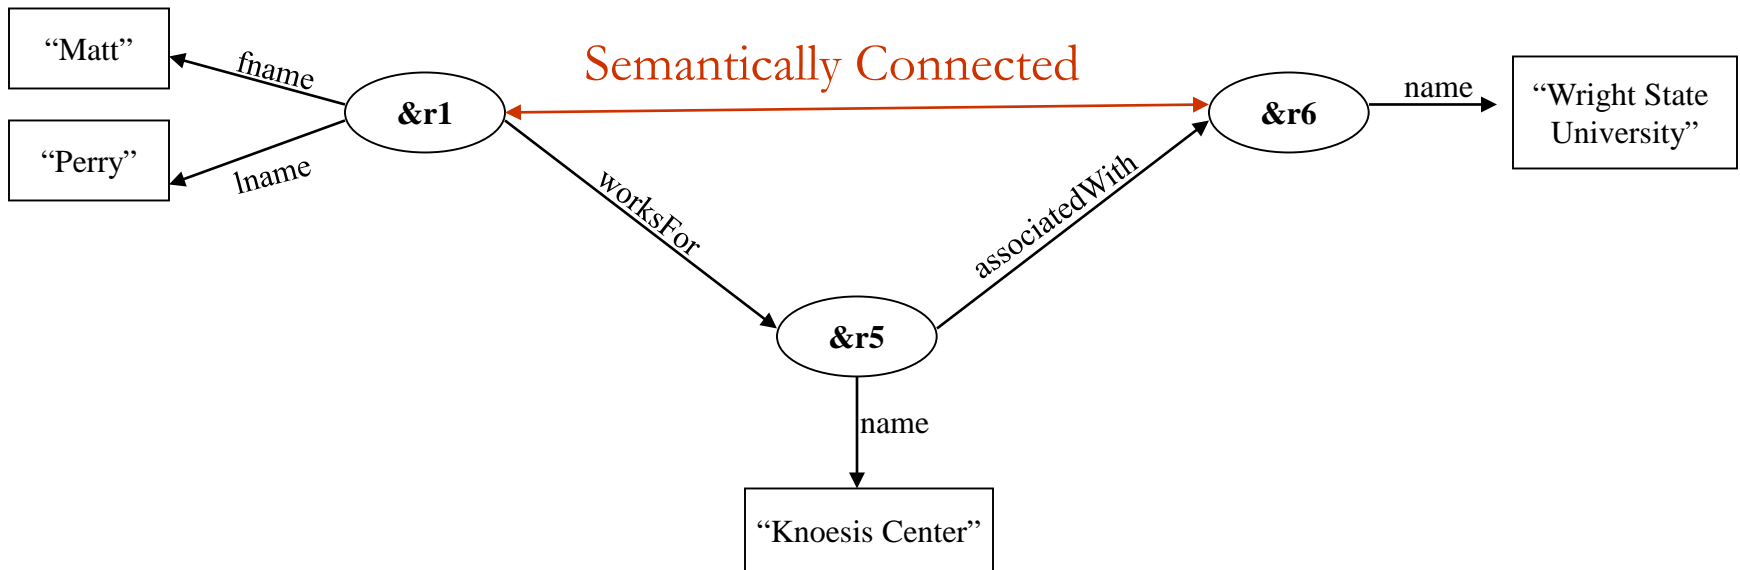 “Matt”
fname
Semantically Connected
&r1
&r6
name
“Wright State
University”
“Perry”
lname
worksFor
associatedWith
&r5
name
“Knoesis Center”